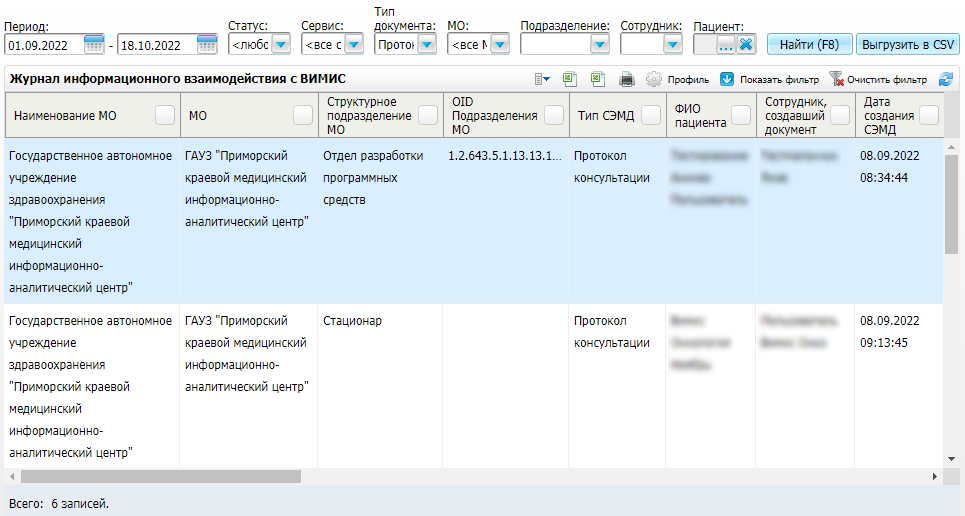 Период:
Статус:
Сервис:
Тип
документа:
МО:
Подразделение:
Сотрудник:
Пациент:
01.09.2022 - 18.10.2022
<любо
<все с
Прото
<все М
...
Найти (F8)
Выгрузить в CSV
Журнал информационного взаимодействия с ВИМИС
Профиль
Показать фильтр
Очистить фильтр
Наименование МО
МО
Структурное
подразделение
МО
OID
Подразделения
МО
Тип СЭМД
ФИО
пациента
Сотрудник,
создавший
документ
Дата
создания
СЭМД
Государственное автономное
учреждение
здравоохранения
"Приморский краевой
медицинский
информационно-
аналитический центр"
ГАУЗ "Приморский
краевой медицинский
информационно-
аналитический центр"
Отдел разработки
программных
средств
1.2.643.5.1.13.13.1...
Протокол
консультации
08.09.2022
08:34:44
Государственное автономное
учреждение
здравоохранения
"Приморский краевой
медицинский
информационно-
аналитический центр"
ГАУЗ "Приморский
краевой медицинский
информационно-
аналитический центр"
Стационар
Протокол
консультации
08.09.2022
09:13:45
Всего: 6 записей.